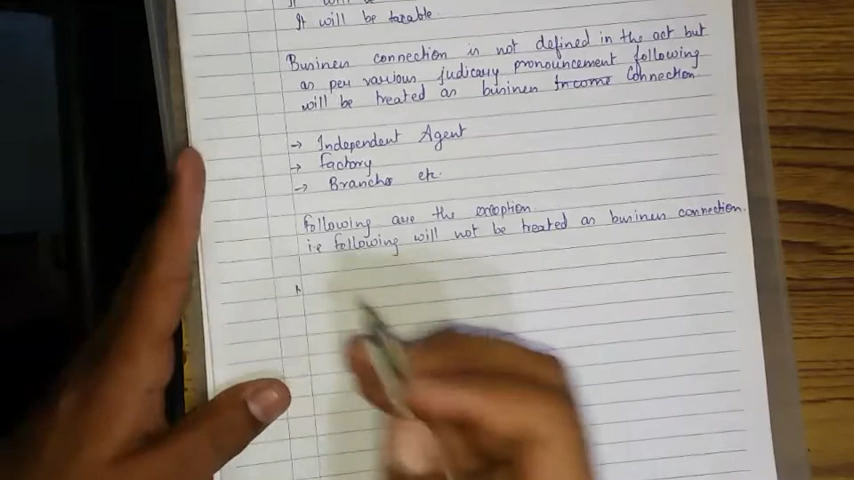 It will be taxable.
Business connection is not defined in the act but
as per various judicary pronouncement following
will be treated as business Income Connection
→ Independent Agent
→ factory
→ Branches etc.
following are the exception.
i.e following will not be treated as business connection.